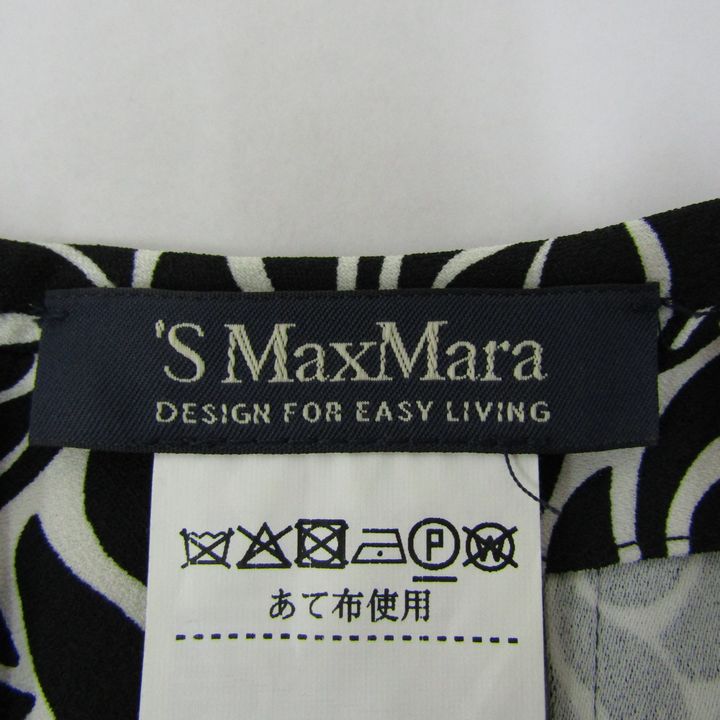 'S MaxMara
DESIGN FOR EASY LIVING
P W
あて布使用